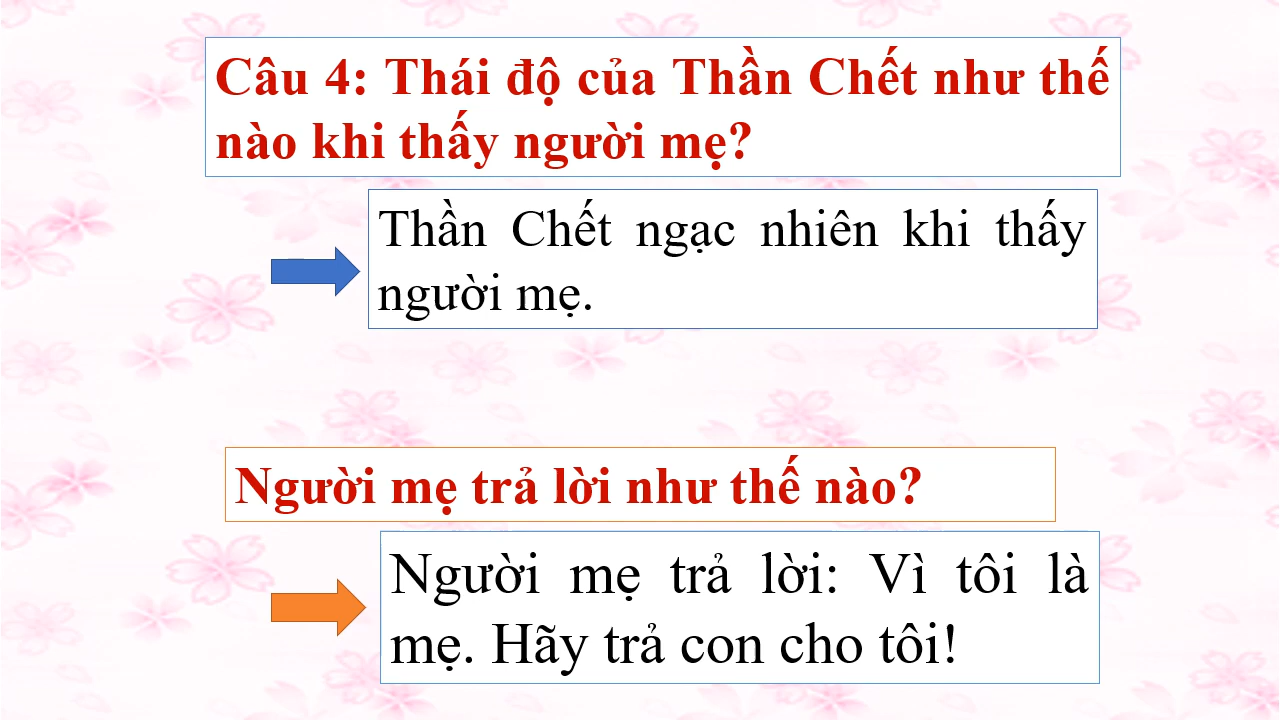 Câu 4: Thái độ của Thần Chết như thế
nào khi thấy người mẹ?
Thần Chết ngạc nhiên khi thấy
người mẹ.
Người mẹ trả lời như thế nào?
Người mẹ trả lời: Vì tôi là
mẹ. Hãy trả con cho tôi!